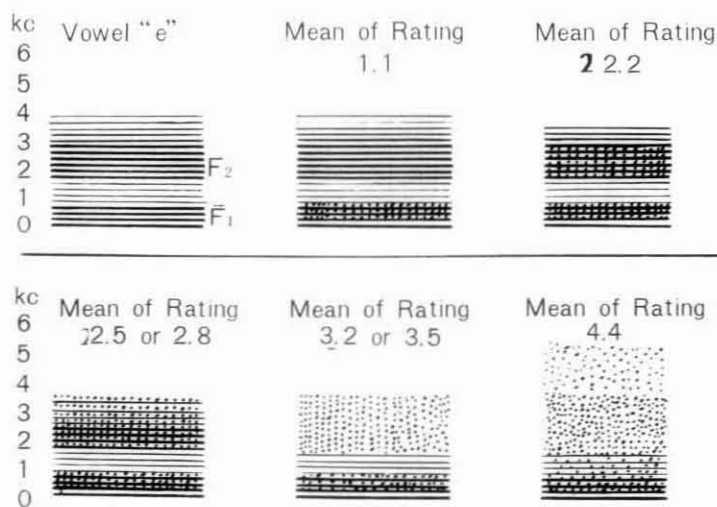 kc
Vowel "e"
Mean of Rating
1.1
Mean of Rating
2 2.2
6
5
4
3
2
1
0
F2
F1
kc
Mean of Rating
2.5 or 2.8
Mean of Rating
3.2 or 3.5
Mean of Rating
4.4
6
5
4
3
2
1
0